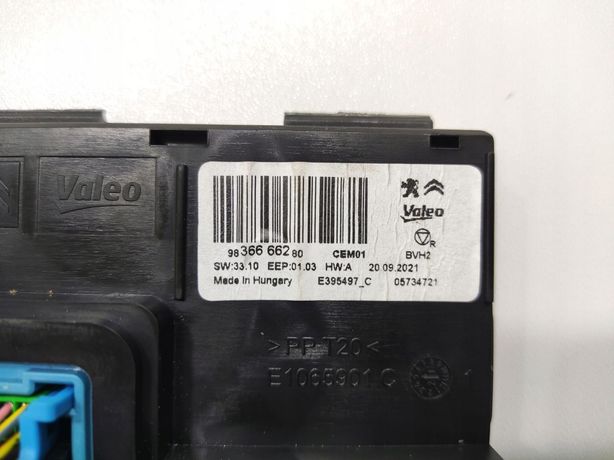 Valeo
Valeo
98 366 662 80 CEM01 BVH2
R
SW:33.10 EEP:01.03 HW:A 20.09.2021
Made in Hungary E395497_C 05734721
>PP-T20<
E1065901 C
1